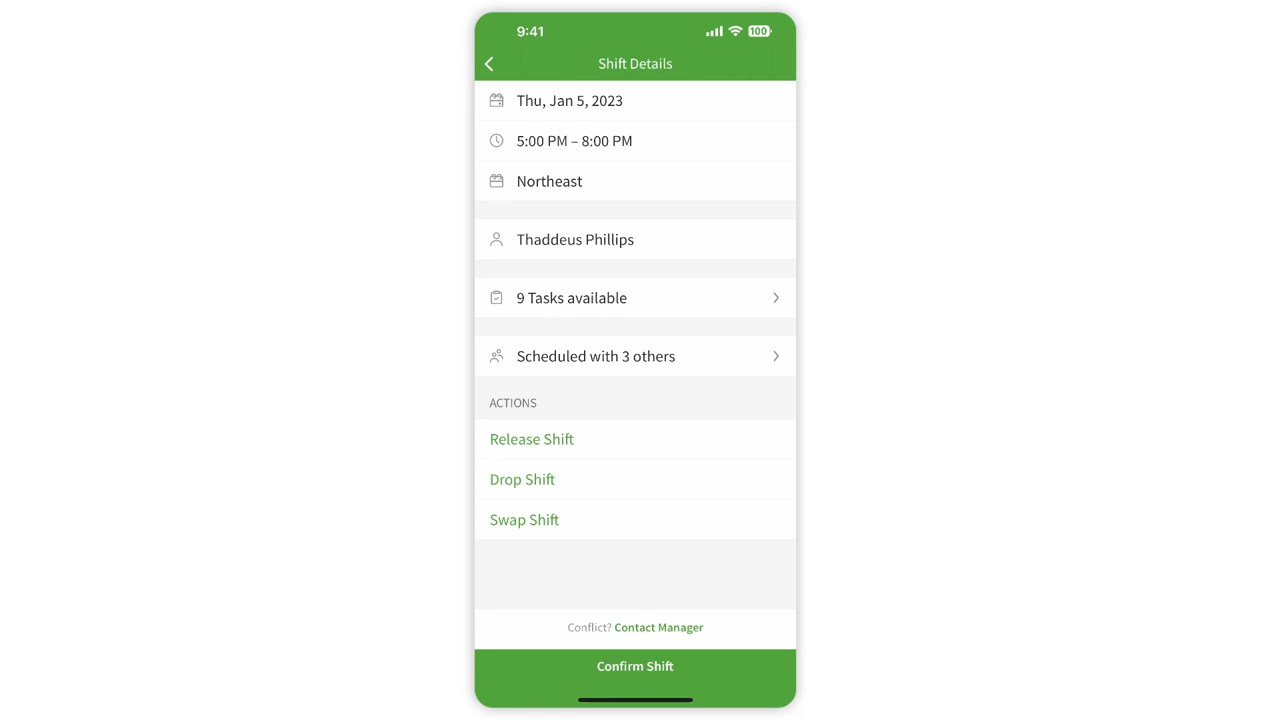 9:41
100
Shift Details
Thu, Jan 5, 2023
5:00 PM – 8:00 PM
Northeast
Thaddeus Phillips
9 Tasks available
Scheduled with 3 others
ACTIONS
Release Shift
Drop Shift
Swap Shift
Conflict? Contact Manager
Confirm Shift